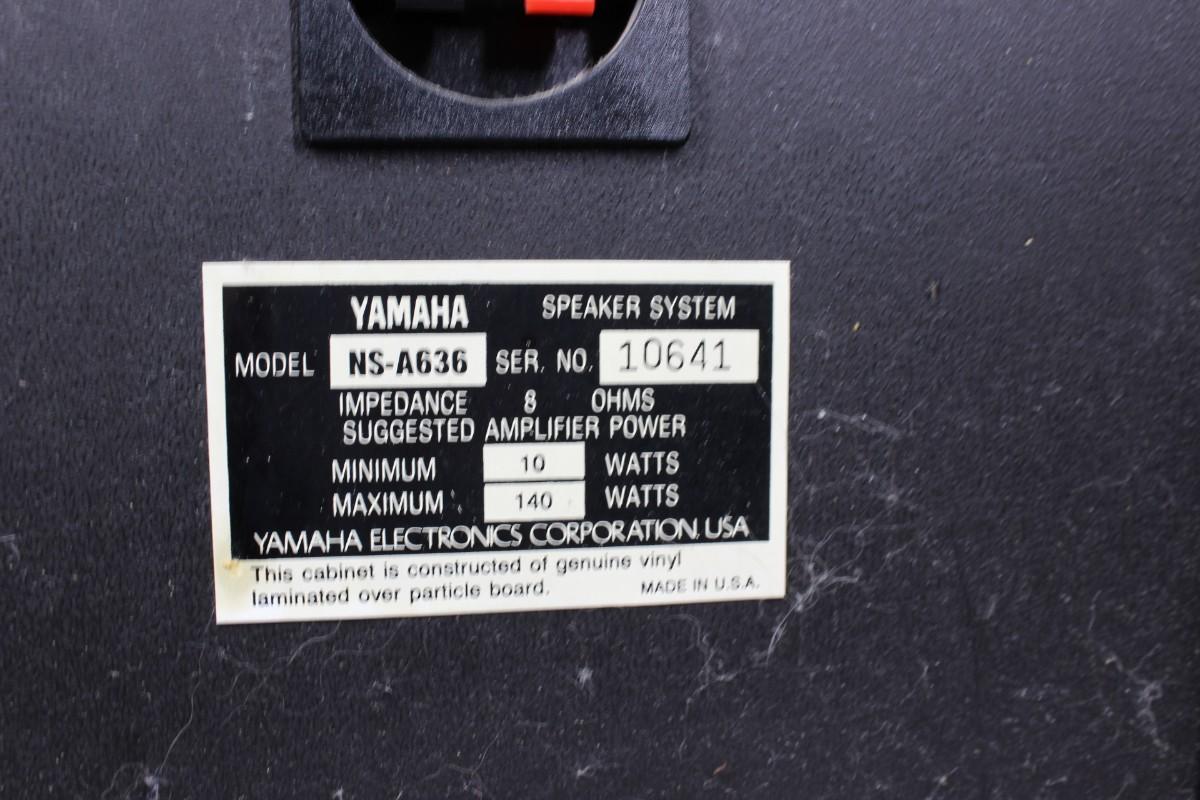 YAMAHA SPEAKER SYSTEM
MODEL NS-A636 SER. NO. 10641
IMPEDANCE 8 OHMS
SUGGESTED AMPLIFIER POWER
MINIMUM 10 WATTS
MAXIMUM 140 WATTS
YAMAHA ELECTRONICS CORPORATION, USA
This cabinet is constructed of genuine vinyl
laminated over particle board. MADE IN U.S.A.